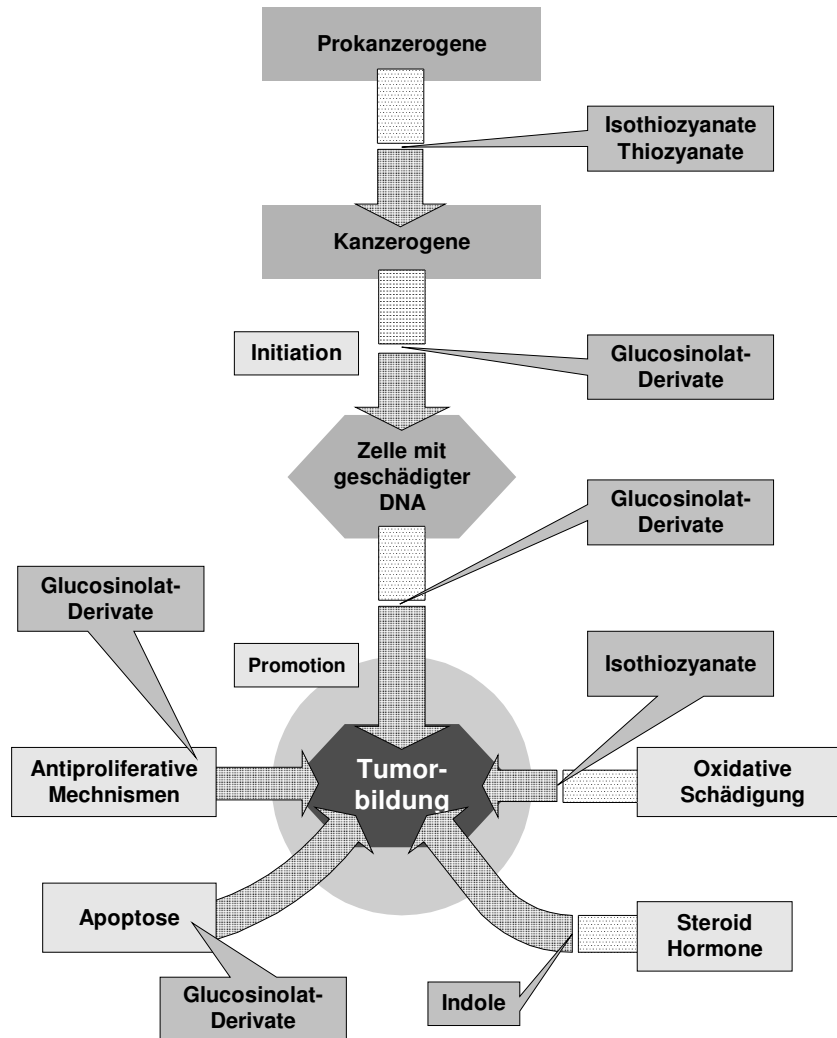 Prokanzerogene
Isothiozyanate
Thiozyanate
Kanzerogene
Initiation
Glucosinolat-
Derivate
Zelle mit
geschädigter
DNA
Glucosinolat-
Derivate
Glucosinolat-
Derivate
Promotion
Isothiozyanate
Antiproliferative
Mechnismen
Tumor-
bildung
Oxidative
Schädigung
Apoptose
Steroid
Hormone
Glucosinolat-
Derivate
Indole